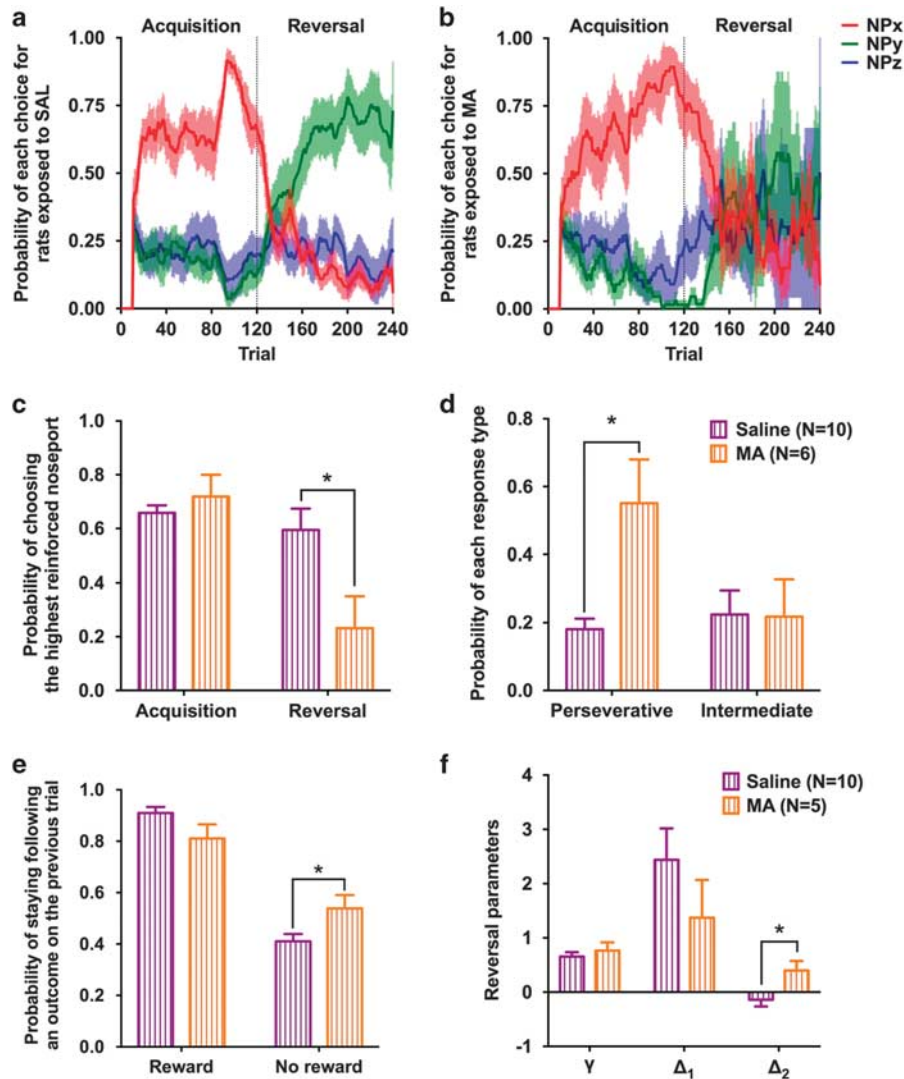 a
Acquisition Reversal
Probability of each choice for
rats exposed to SAL
1.00
0.75
0.50
0.25
0.00
0 40 80 120 160 200 240
Trial
b
Acquisition Reversal
Probability of each choice for
rats exposed to MA
1.00
0.75
0.50
0.25
0.00
0 40 80 120 160 200 240
Trial
NPx
NPy
NPz
c
Probability of choosing
the highest reinforced noseport
1.0
0.8
0.6
0.4
0.2
0.0
*
Acquisition Reversal
d
Probability of each response type
0.8
0.6
0.4
0.2
0.0
*
Saline (N=10)
MA (N=6)
Perseverative Intermediate
e
Probability of staying following
an outcome on the previous trial
1.0
0.8
0.6
0.4
0.2
0.0
*
Reward No reward
f
Reversal parameters
4
3
2
1
0
-1
*
Saline (N=10)
MA (N=5)
γ Δ1 Δ2